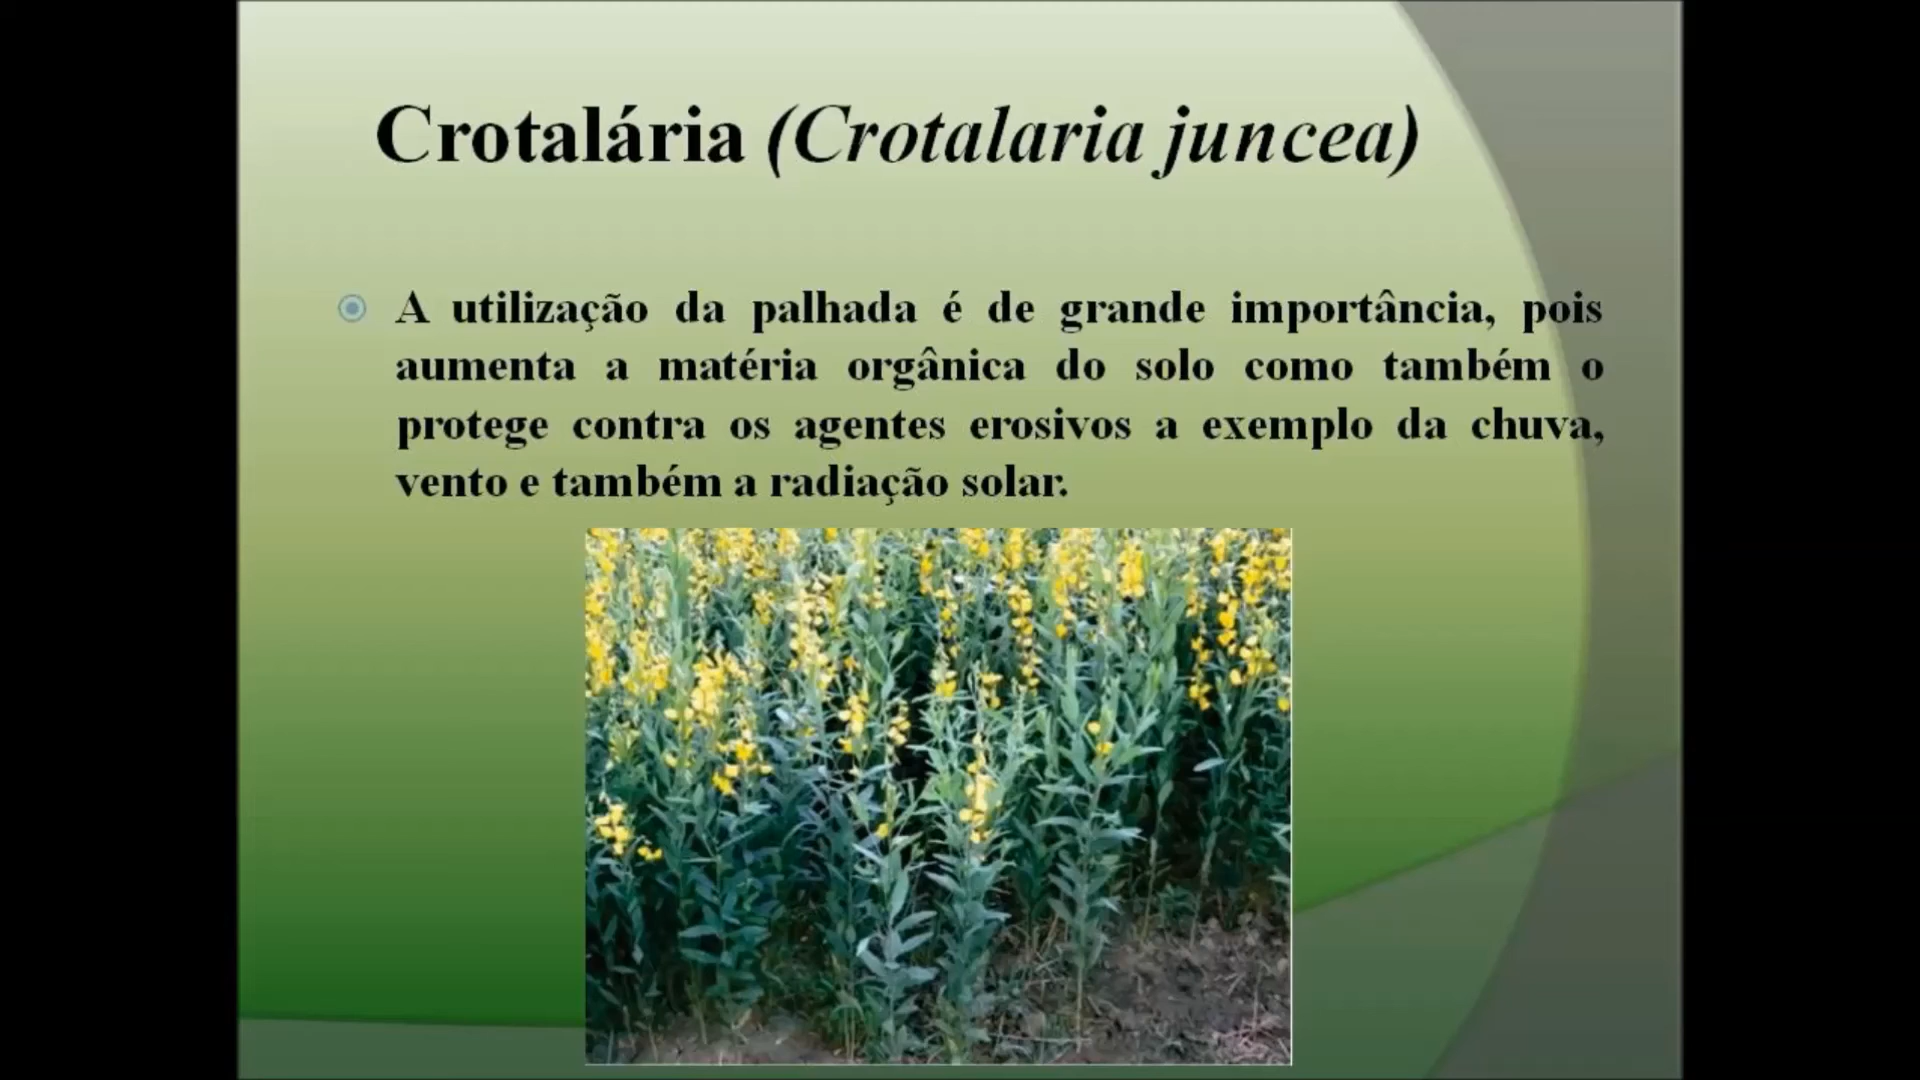 Crotalária (Crotalaria juncea)
A utilização da palhada é de grande importância, pois
aumenta a matéria orgânica do solo como também o
protege contra os agentes erosivos a exemplo da chuva,
vento e também a radiação solar.